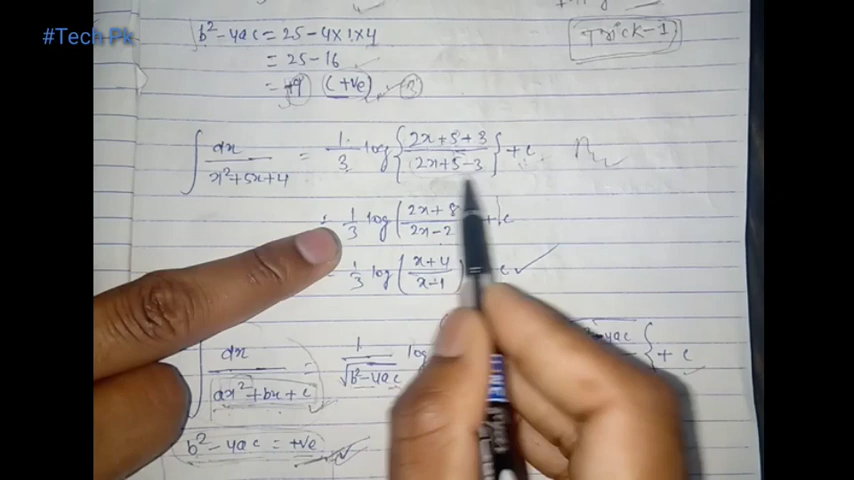 #Tech Pk
b²-4ac = 25-4×1×4
= 25-16
= +9 (+ve)
Trick-1
∫ dx / x²+5x+4 = 1/3 log{2x+5+3 / 2x+5-3} + c
= 1/3 log(2x+8 / 2x-2 + c
1/3 log(x+4 / x-1) c
∫ dx / ax²+bx+c = 1/√b²-4ac log -4ac } + c
b²-4ac = +ve